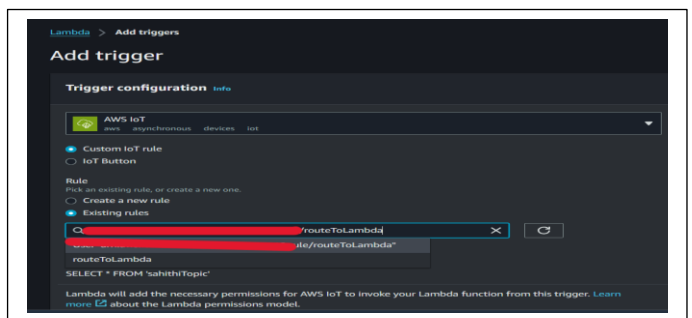 Lambda > Add triggers
Add trigger
Trigger configuration Info
AWS IoT
aws asynchronous devices iot
Custom IoT rule
IoT Button
Rule
Pick an existing rule, or create a new one.
Create a new rule
Existing rules
/routeToLambda
ule/routeToLambda"
routeToLambda
SELECT * FROM 'sahithiTopic'
Lambda will add the necessary permissions for AWS IoT to invoke your Lambda function from this trigger. Learn
more about the Lambda permissions model.